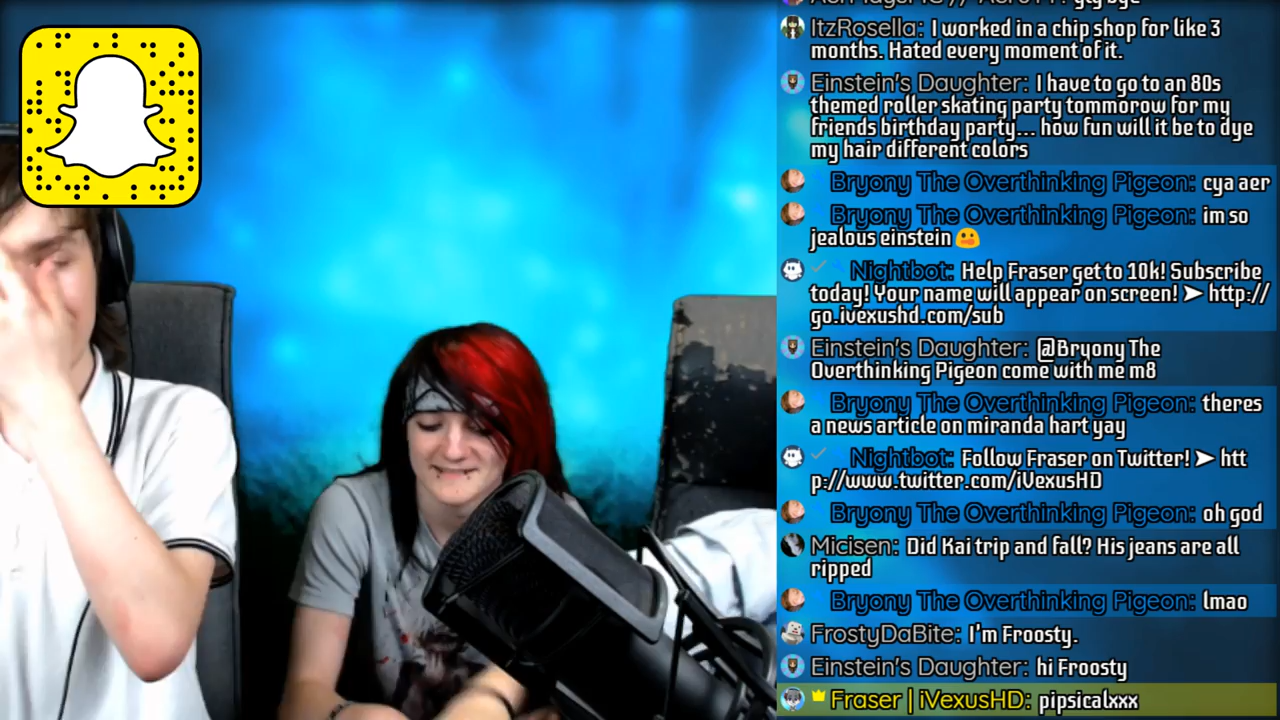 ItzRosella: I worked in a chip shop for like 3
months. Hated every moment of it.
Einstein's Daughter: I have to go to an 80s
themed roller skating party tommorow for my
friends birthday party... how fun will it be to dye
my hair different colors
Bryony The Overthinking Pigeon: cya aer
Bryony The Overthinking Pigeon: im so
jealous einstein
Nightbot: Help Fraser get to 10k! Subscribe
today! Your name will appear on screen! ➤ http://
go.ivexushd.com/sub
Einstein's Daughter: @Bryony The
Overthinking Pigeon come with me m8
Bryony The Overthinking Pigeon: theres
a news article on miranda hart yay
Nightbot: Follow Fraser on Twitter! ➤ htt
p://www.twitter.com/iVexusHD
Bryony The Overthinking Pigeon: oh god
Micisen: Did Kai trip and fall? His jeans are all
ripped
Bryony The Overthinking Pigeon: lmao
FrostyDaBite: I'm Froosty.
Einstein's Daughter: hi Froosty
Fraser | iVexusHD: pipsicalxxx